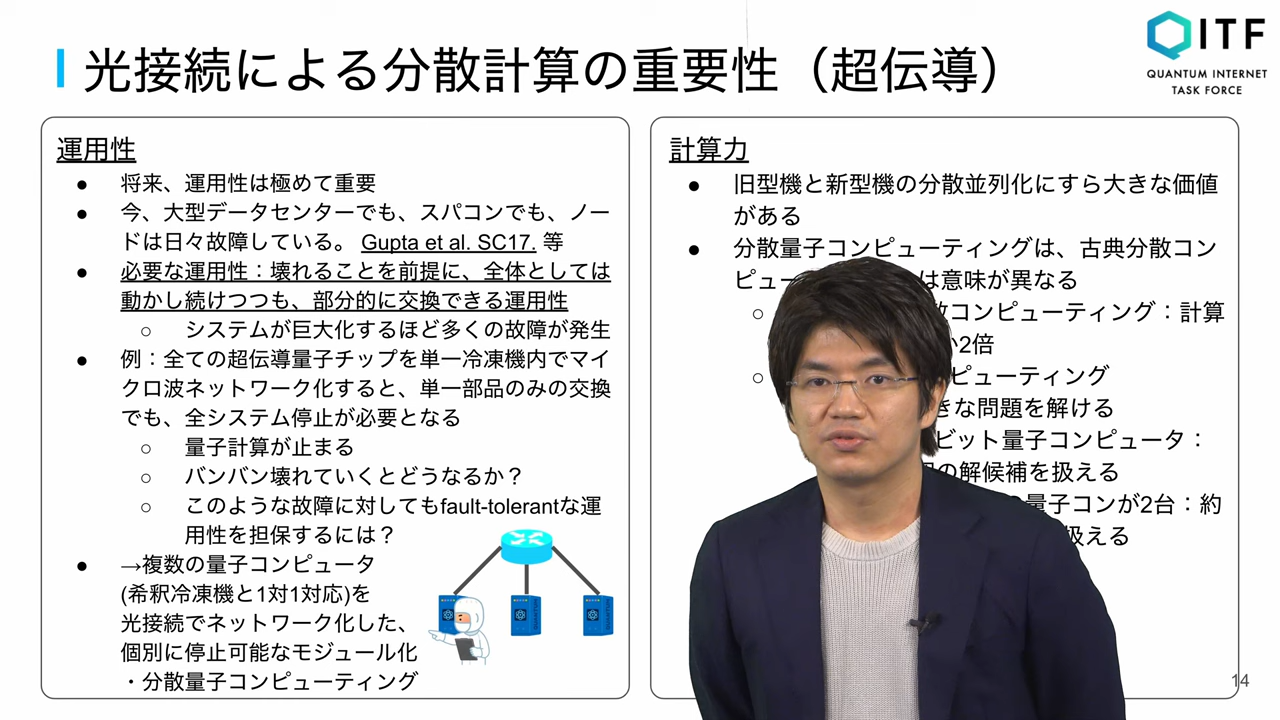 光接続による分散計算の重要性（超伝導）
ITF
QUANTUM INTERNET
TASK FORCE
運用性
● 将来、運用性は極めて重要
● 今、大型データセンターでも、スパコンでも、ノー
ドは日々故障している。 Gupta et al. SC17. 等
● 必要な運用性：壊れることを前提に、全体としては
動かし続けつつも、部分的に交換できる運用性
○ システムが巨大化するほど多くの故障が発生
● 例：全ての超伝導量子チップを単一冷凍機内でマイ
クロ波ネットワーク化すると、単一部品のみの交換
でも、全システム停止が必要となる
○ 量子計算が止まる
○ バンバン壊れていくとどうなるか？
○ このような故障に対してもfault-tolerantな運
用性を担保するには？
● →複数の量子コンピュータ
(希釈冷凍機と1対1対応)を
光接続でネットワーク化した、
個別に停止可能なモジュール化
・分散量子コンピューティング
計算力
● 旧型機と新型機の分散並列化にすら大きな価値
がある
● 分散量子コンピューティングは、古典分散コン
ピュー は意味が異なる
○ コンピューティング：計算
2倍
○ ピューティング
きな問題を解ける
ビット量子コンピュータ：
の解候補を扱える
量子コンが2台：約
扱える
14